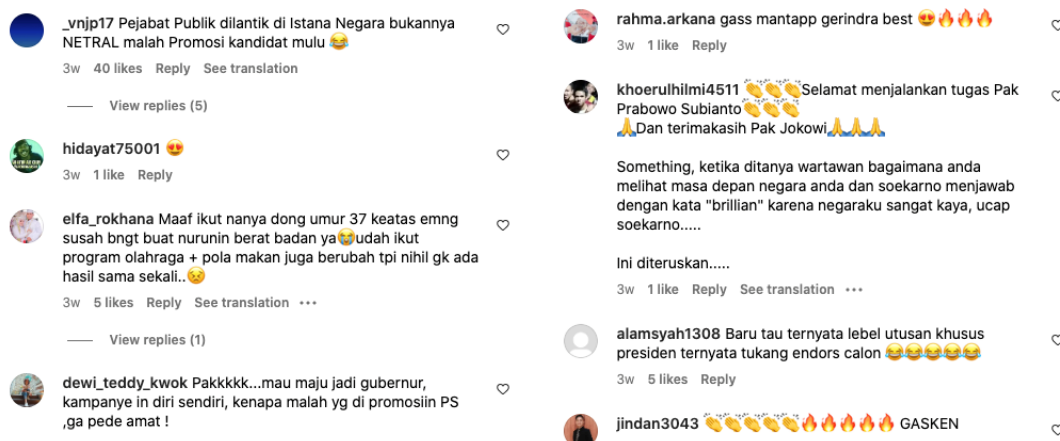 _vnjp17 Pejabat Publik dilantik di Istana Negara bukannya
NETRAL malah Promosi kandidat mulu 😂
3w 40 likes Reply See translation
View replies (5)
hidayat75001 😍
3w 1 like Reply
elfa_rokhana Maaf ikut nanya dong umur 37 keatas emng
susah bngt buat nurunin berat badan ya😭udah ikut
program olahraga + pola makan juga berubah tpi nihil gk ada
hasil sama sekali..😣
3w 5 likes Reply See translation •••
View replies (1)
dewi_teddy_kwok Pakkkkk...mau maju jadi gubernur,
kampanye in diri sendiri, kenapa malah yg di promosiin PS
,ga pede amat !
rahma.arkana gass mantapp gerindra best 😍🔥🔥🔥
3w 1 like Reply
khoerulhilmi4511 👏👏👏Selamat menjalankan tugas Pak
Prabowo Subianto👏👏👏
🙏Dan terimakasih Pak Jokowi🙏🙏🙏
Something, ketika ditanya wartawan bagaimana anda
melihat masa depan negara anda dan soekarno menjawab
dengan kata "brillian" karena negaraku sangat kaya, ucap
soekarno.....
Ini diteruskan.....
3w 1 like Reply See translation •••
alamsyah1308 Baru tau ternyata lebel utusan khusus
presiden ternyata tukang endors calon 😂😂😂😂😂
3w 5 likes Reply
jindan3043 👏👏👏👏👏🔥🔥🔥🔥🔥 GASKEN